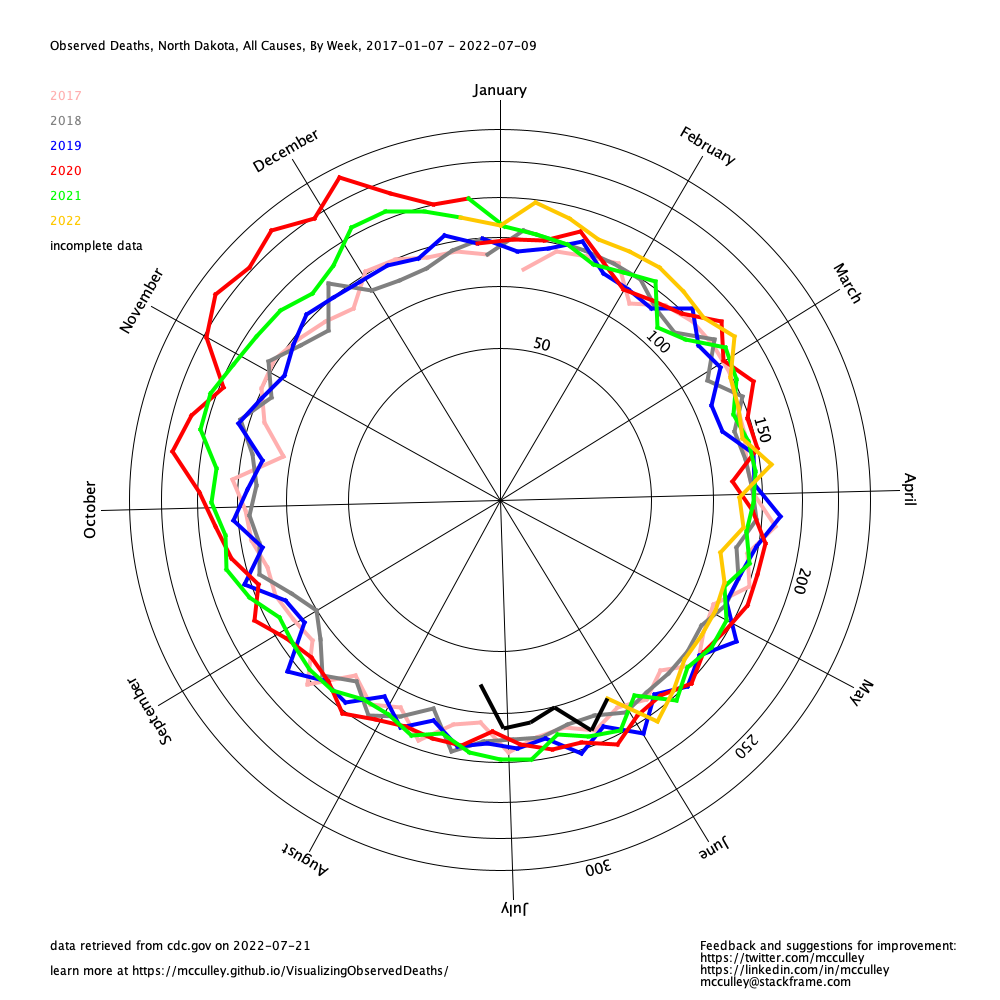 Observed Deaths, North Dakota, All Causes, By Week, 2017-01-07 - 2022-07-09
2017
2018
2019
2020
2021
2022
incomplete data
January
February
March
April
May
June
July
August
September
October
November
December
50
100
150
200
250
300
data retrieved from cdc.gov on 2022-07-21
learn more at https://mcculley.github.io/VisualizingObservedDeaths/
Feedback and suggestions for improvement:
https://twitter.com/mcculley
https://linkedin.com/in/mcculley
mcculley@stackframe.com